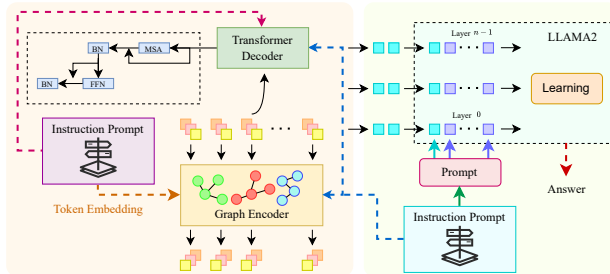 Transformer
Decoder
BN
MSA
BN
FFN
Instruction Prompt
Token Embedding
Graph Encoder
Layer n − 1
LLAMA2
Learning
Layer 0
Prompt
Answer
Instruction Prompt